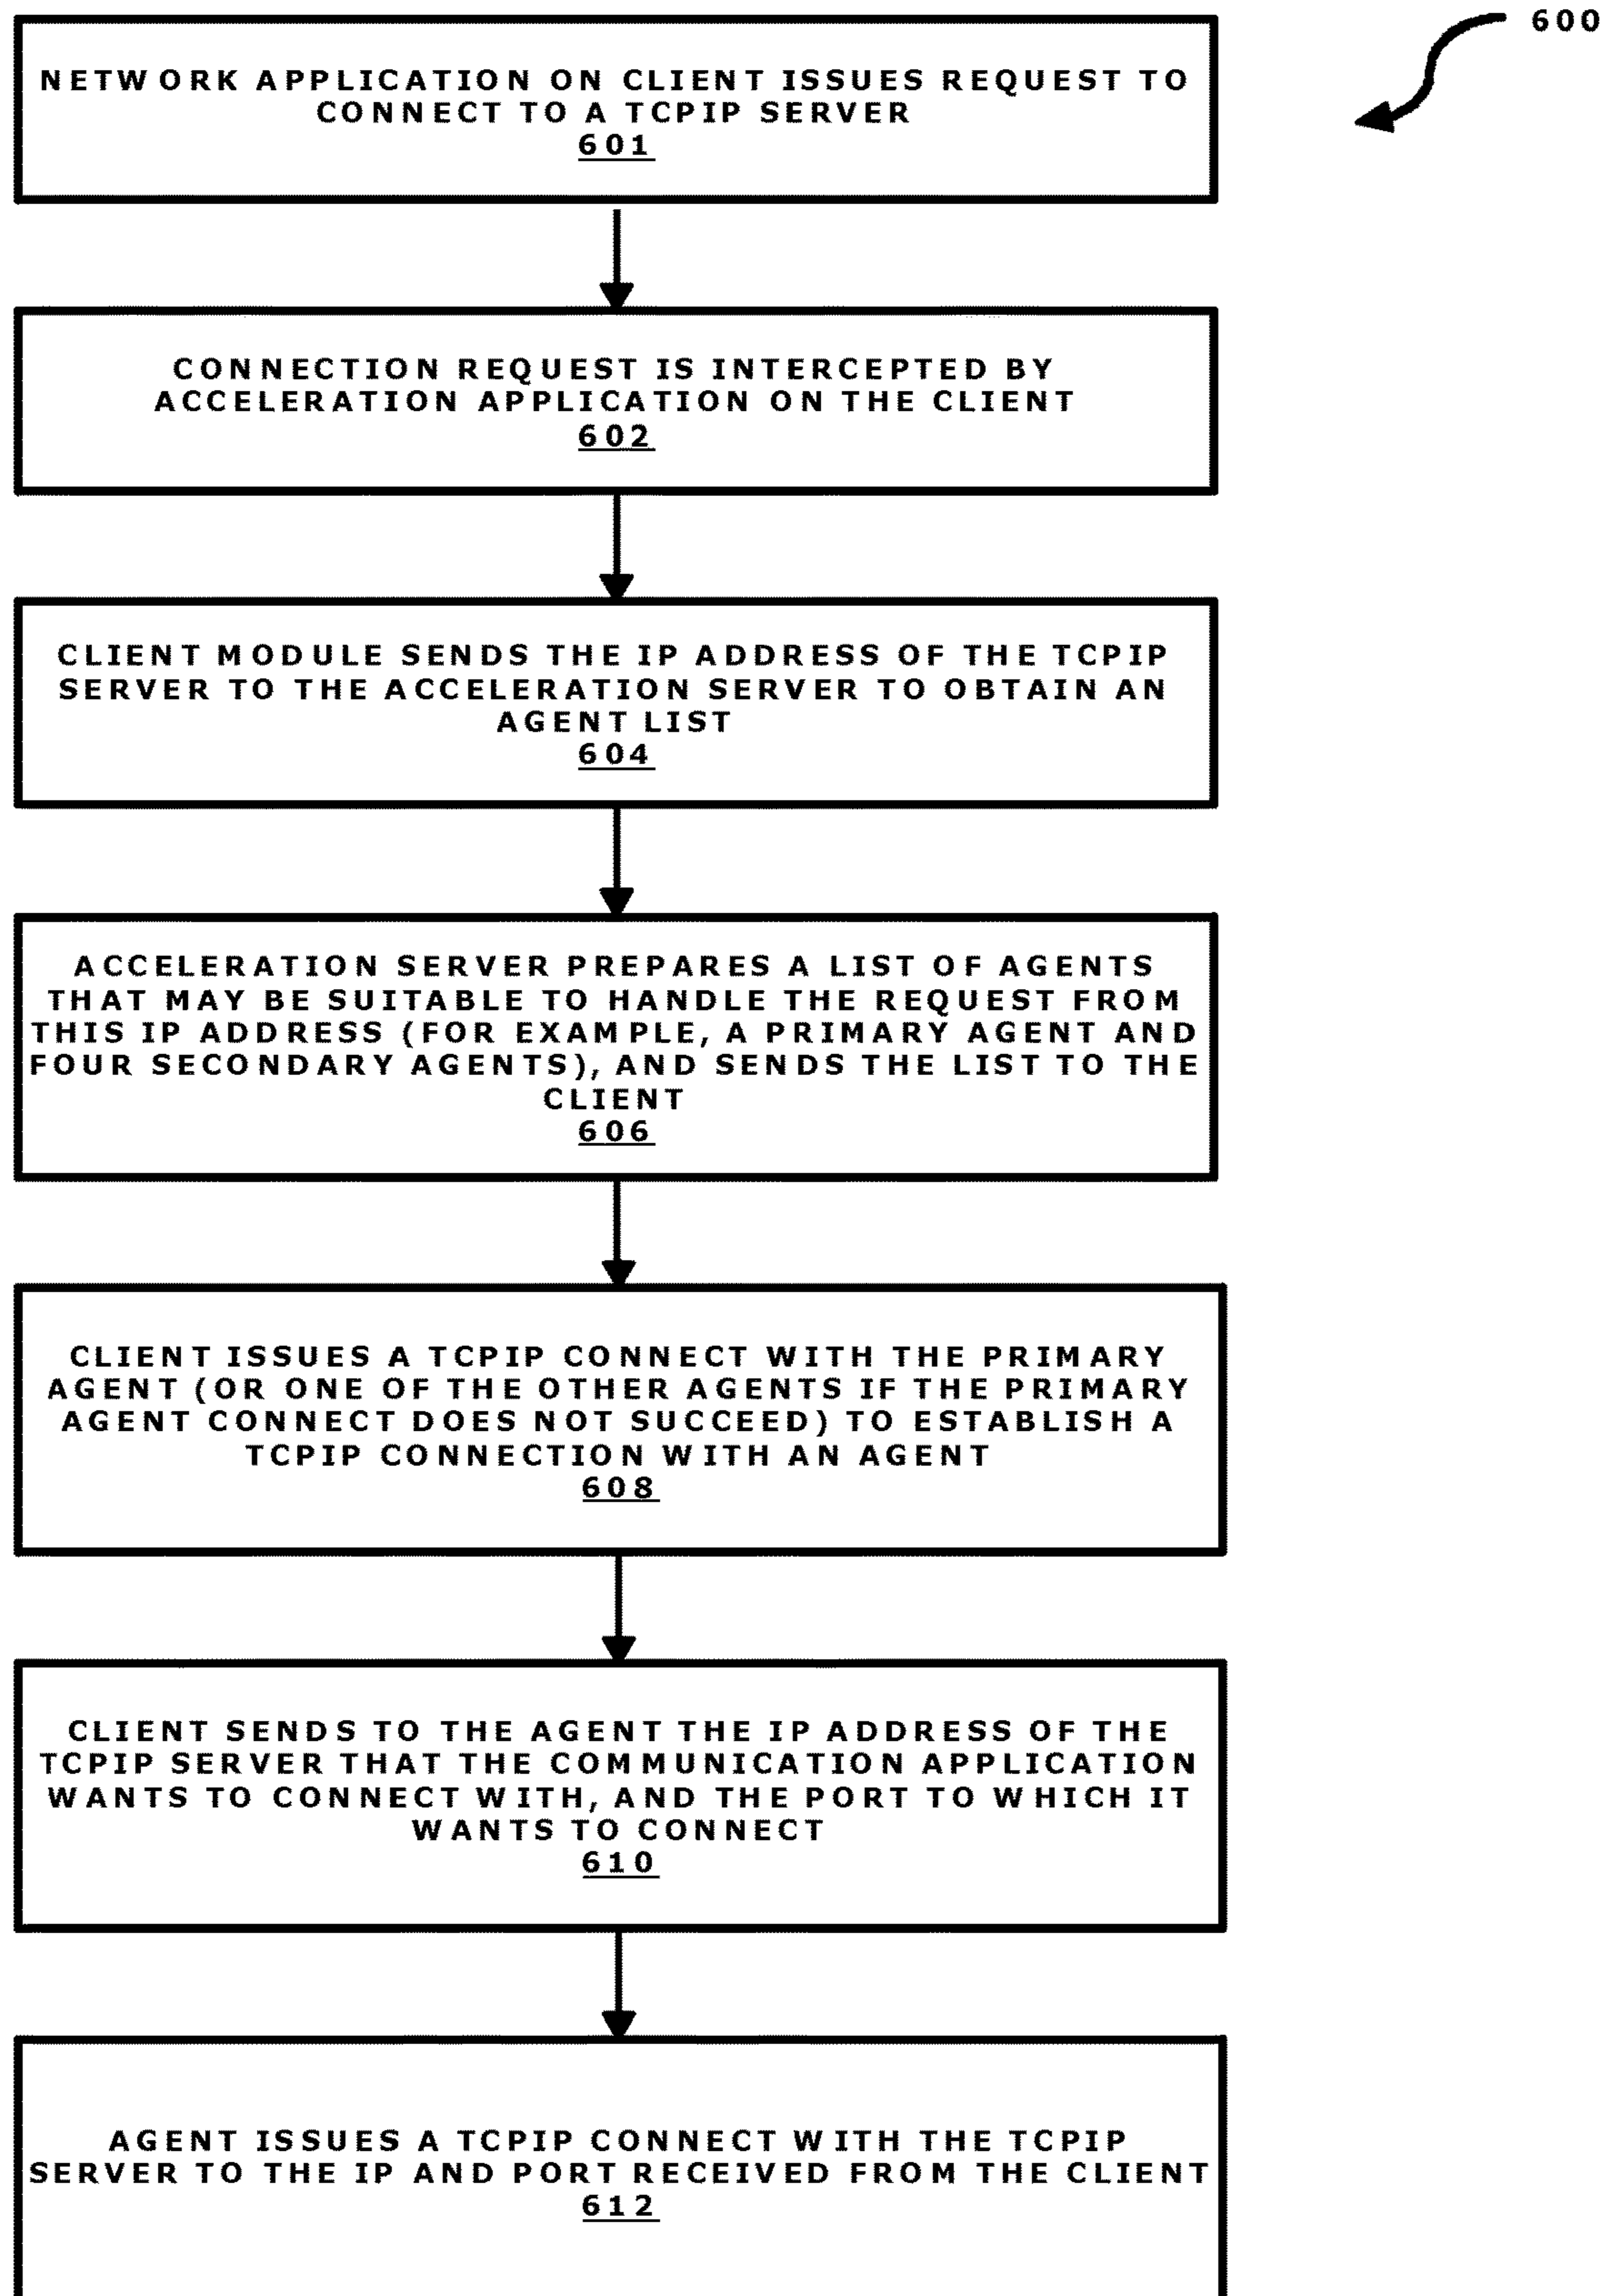 600
NETWORK APPLICATION ON CLIENT ISSUES REQUEST TO
CONNECT TO A TCPIP SERVER
601
CONNECTION REQUEST IS INTERCEPTED BY
ACCELERATION APPLICATION ON THE CLIENT
602
CLIENT MODULE SENDS THE IP ADDRESS OF THE TCPIP
SERVER TO THE ACCELERATION SERVER TO OBTAIN AN
AGENT LIST
604
ACCELERATION SERVER PREPARES A LIST OF AGENTS
THAT MAY BE SUITABLE TO HANDLE THE REQUEST FROM
THIS IP ADDRESS (FOR EXAMPLE, A PRIMARY AGENT AND
FOUR SECONDARY AGENTS), AND SENDS THE LIST TO THE
CLIENT
606
CLIENT ISSUES A TCPIP CONNECT WITH THE PRIMARY
AGENT (OR ONE OF THE OTHER AGENTS IF THE PRIMARY
AGENT CONNECT DOES NOT SUCCEED) TO ESTABLISH A
TCPIP CONNECTION WITH AN AGENT
608
CLIENT SENDS TO THE AGENT THE IP ADDRESS OF THE
TCPIP SERVER THAT THE COMMUNICATION APPLICATION
WANTS TO CONNECT WITH, AND THE PORT TO WHICH IT
WANTS TO CONNECT
610
AGENT ISSUES A TCPIP CONNECT WITH THE TCPIP
SERVER TO THE IP AND PORT RECEIVED FROM THE CLIENT
612